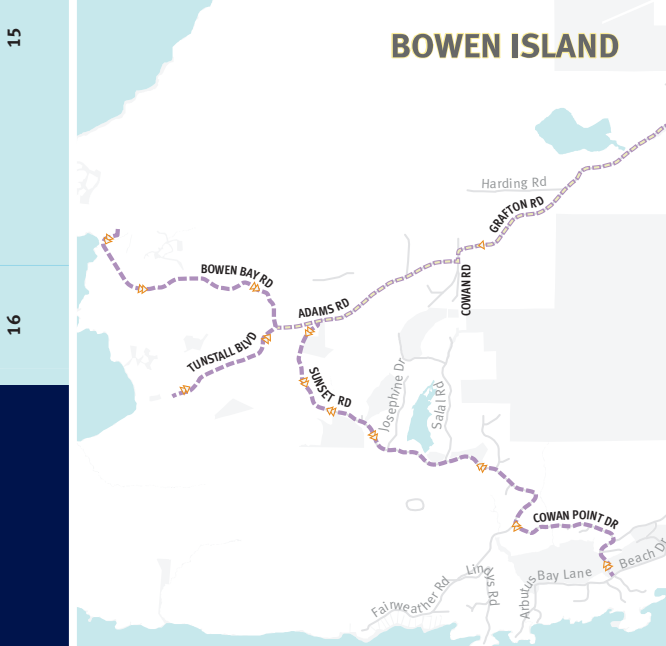 15
BOWEN ISLAND
Harding Rd
GRAFTON RD
BOWEN BAY RD
COWAN RD
16
ADAMS RD
TUNSTALL BLVD
SUNSET RD
Josephine Dr
Salal Rd
COWAN POINT DR
Beach Dr
Bay Lane
Arbutus
Lindys Rd
Fairweather Rd